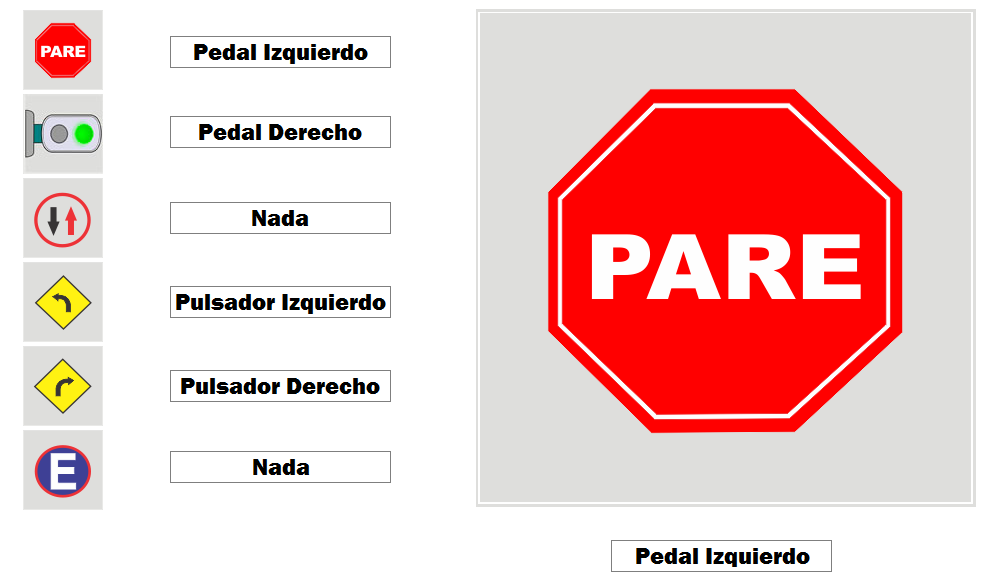 PARE
Pedal Izquierdo
Pedal Derecho
Nada
Pulsador Izquierdo
Pulsador Derecho
E
Nada
PARE
Pedal Izquierdo